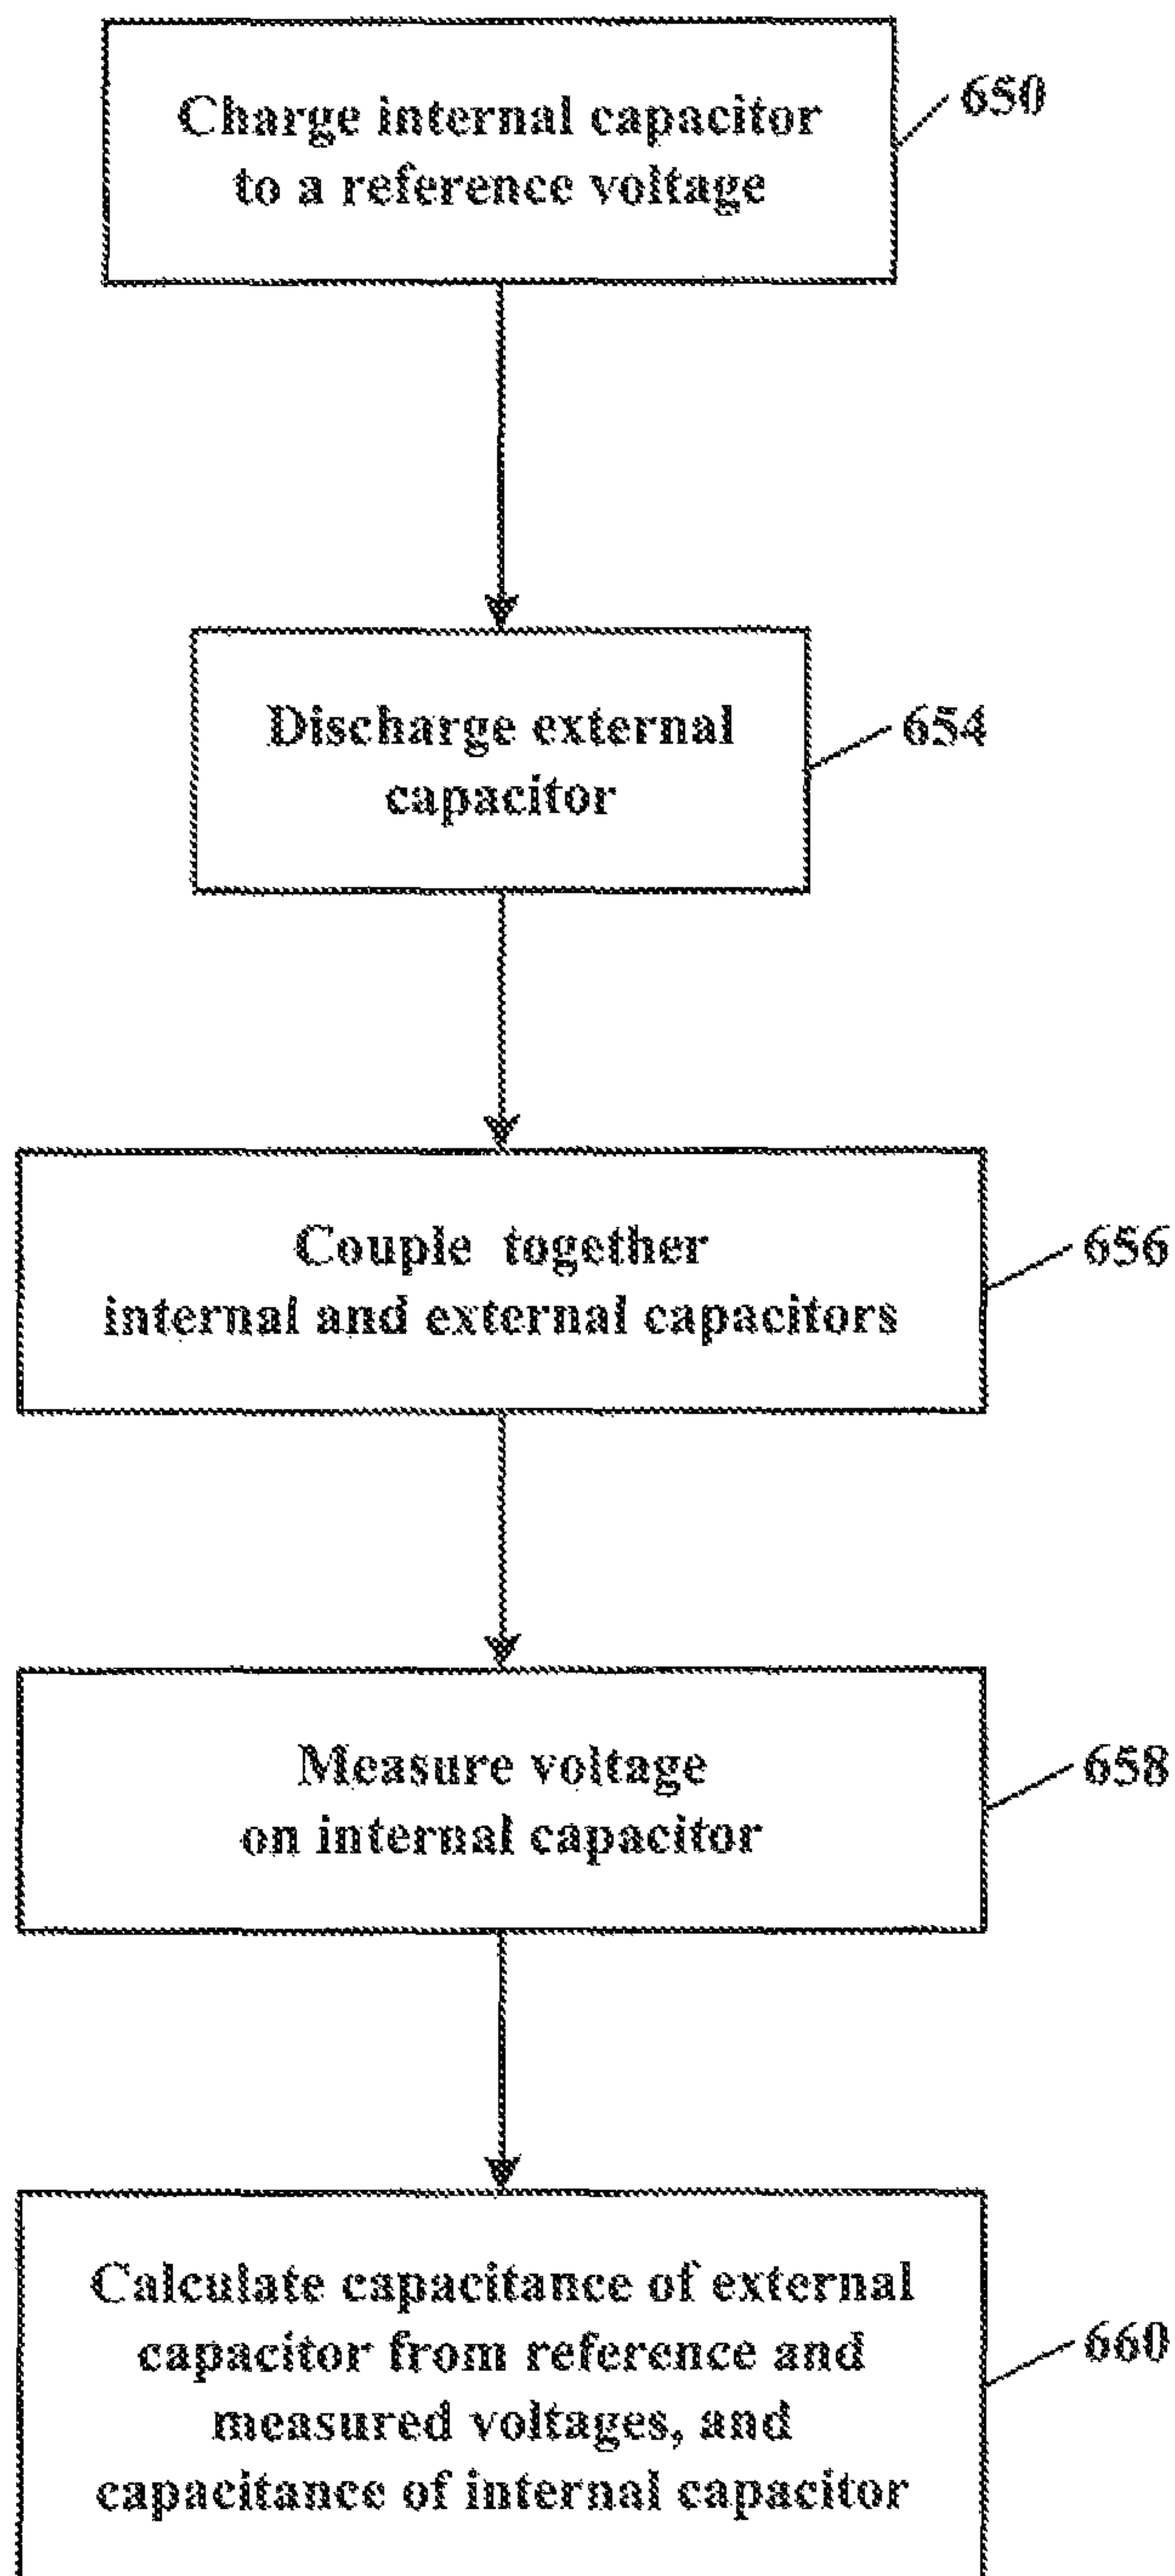 Charge internal capacitor
to a reference voltage
650
Discharge external
capacitor
654
Couple together
internal and external capacitors
656
Measure voltage
on internal capacitor
658
Calculate capacitance of external
capacitor from reference and
measured voltages, and
capacitance of internal capacitor
660